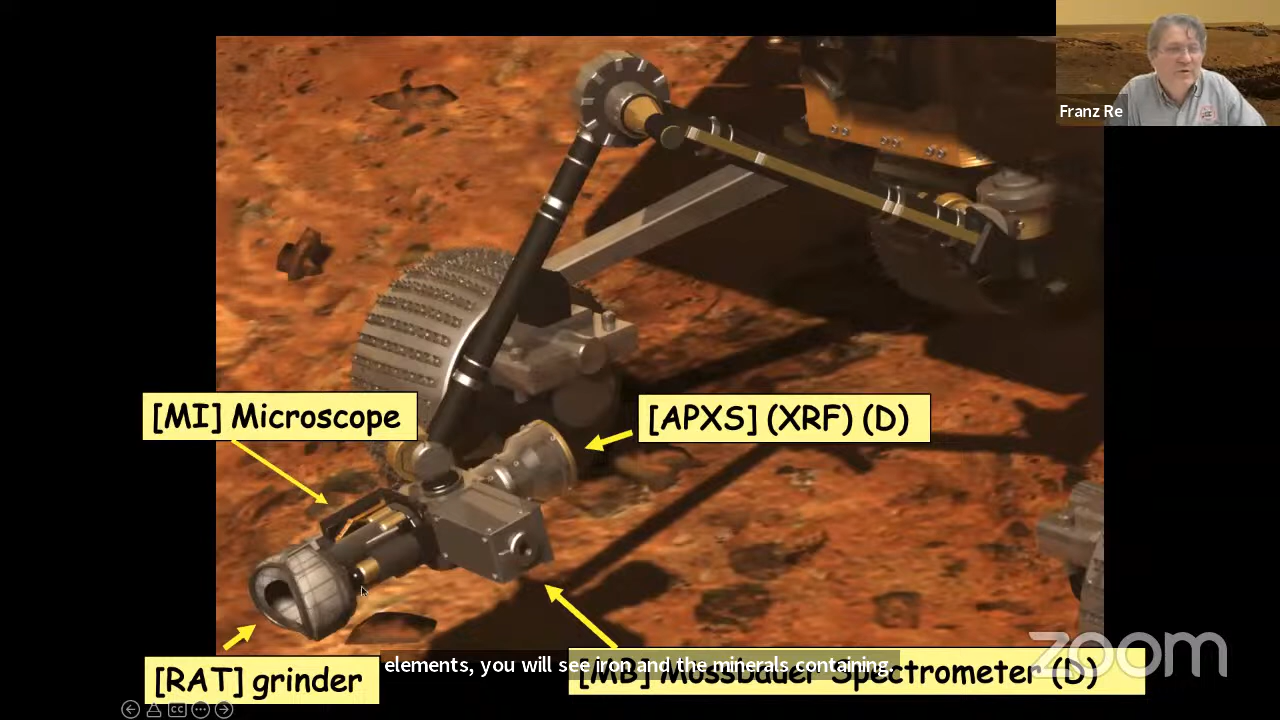 Franz Re
[MI] Microscope
[APXS] (XRF) (D)
[RAT] grinder
[MB] Mössbauer Spectrometer (D)
elements, you will see iron and the minerals containing
zoom